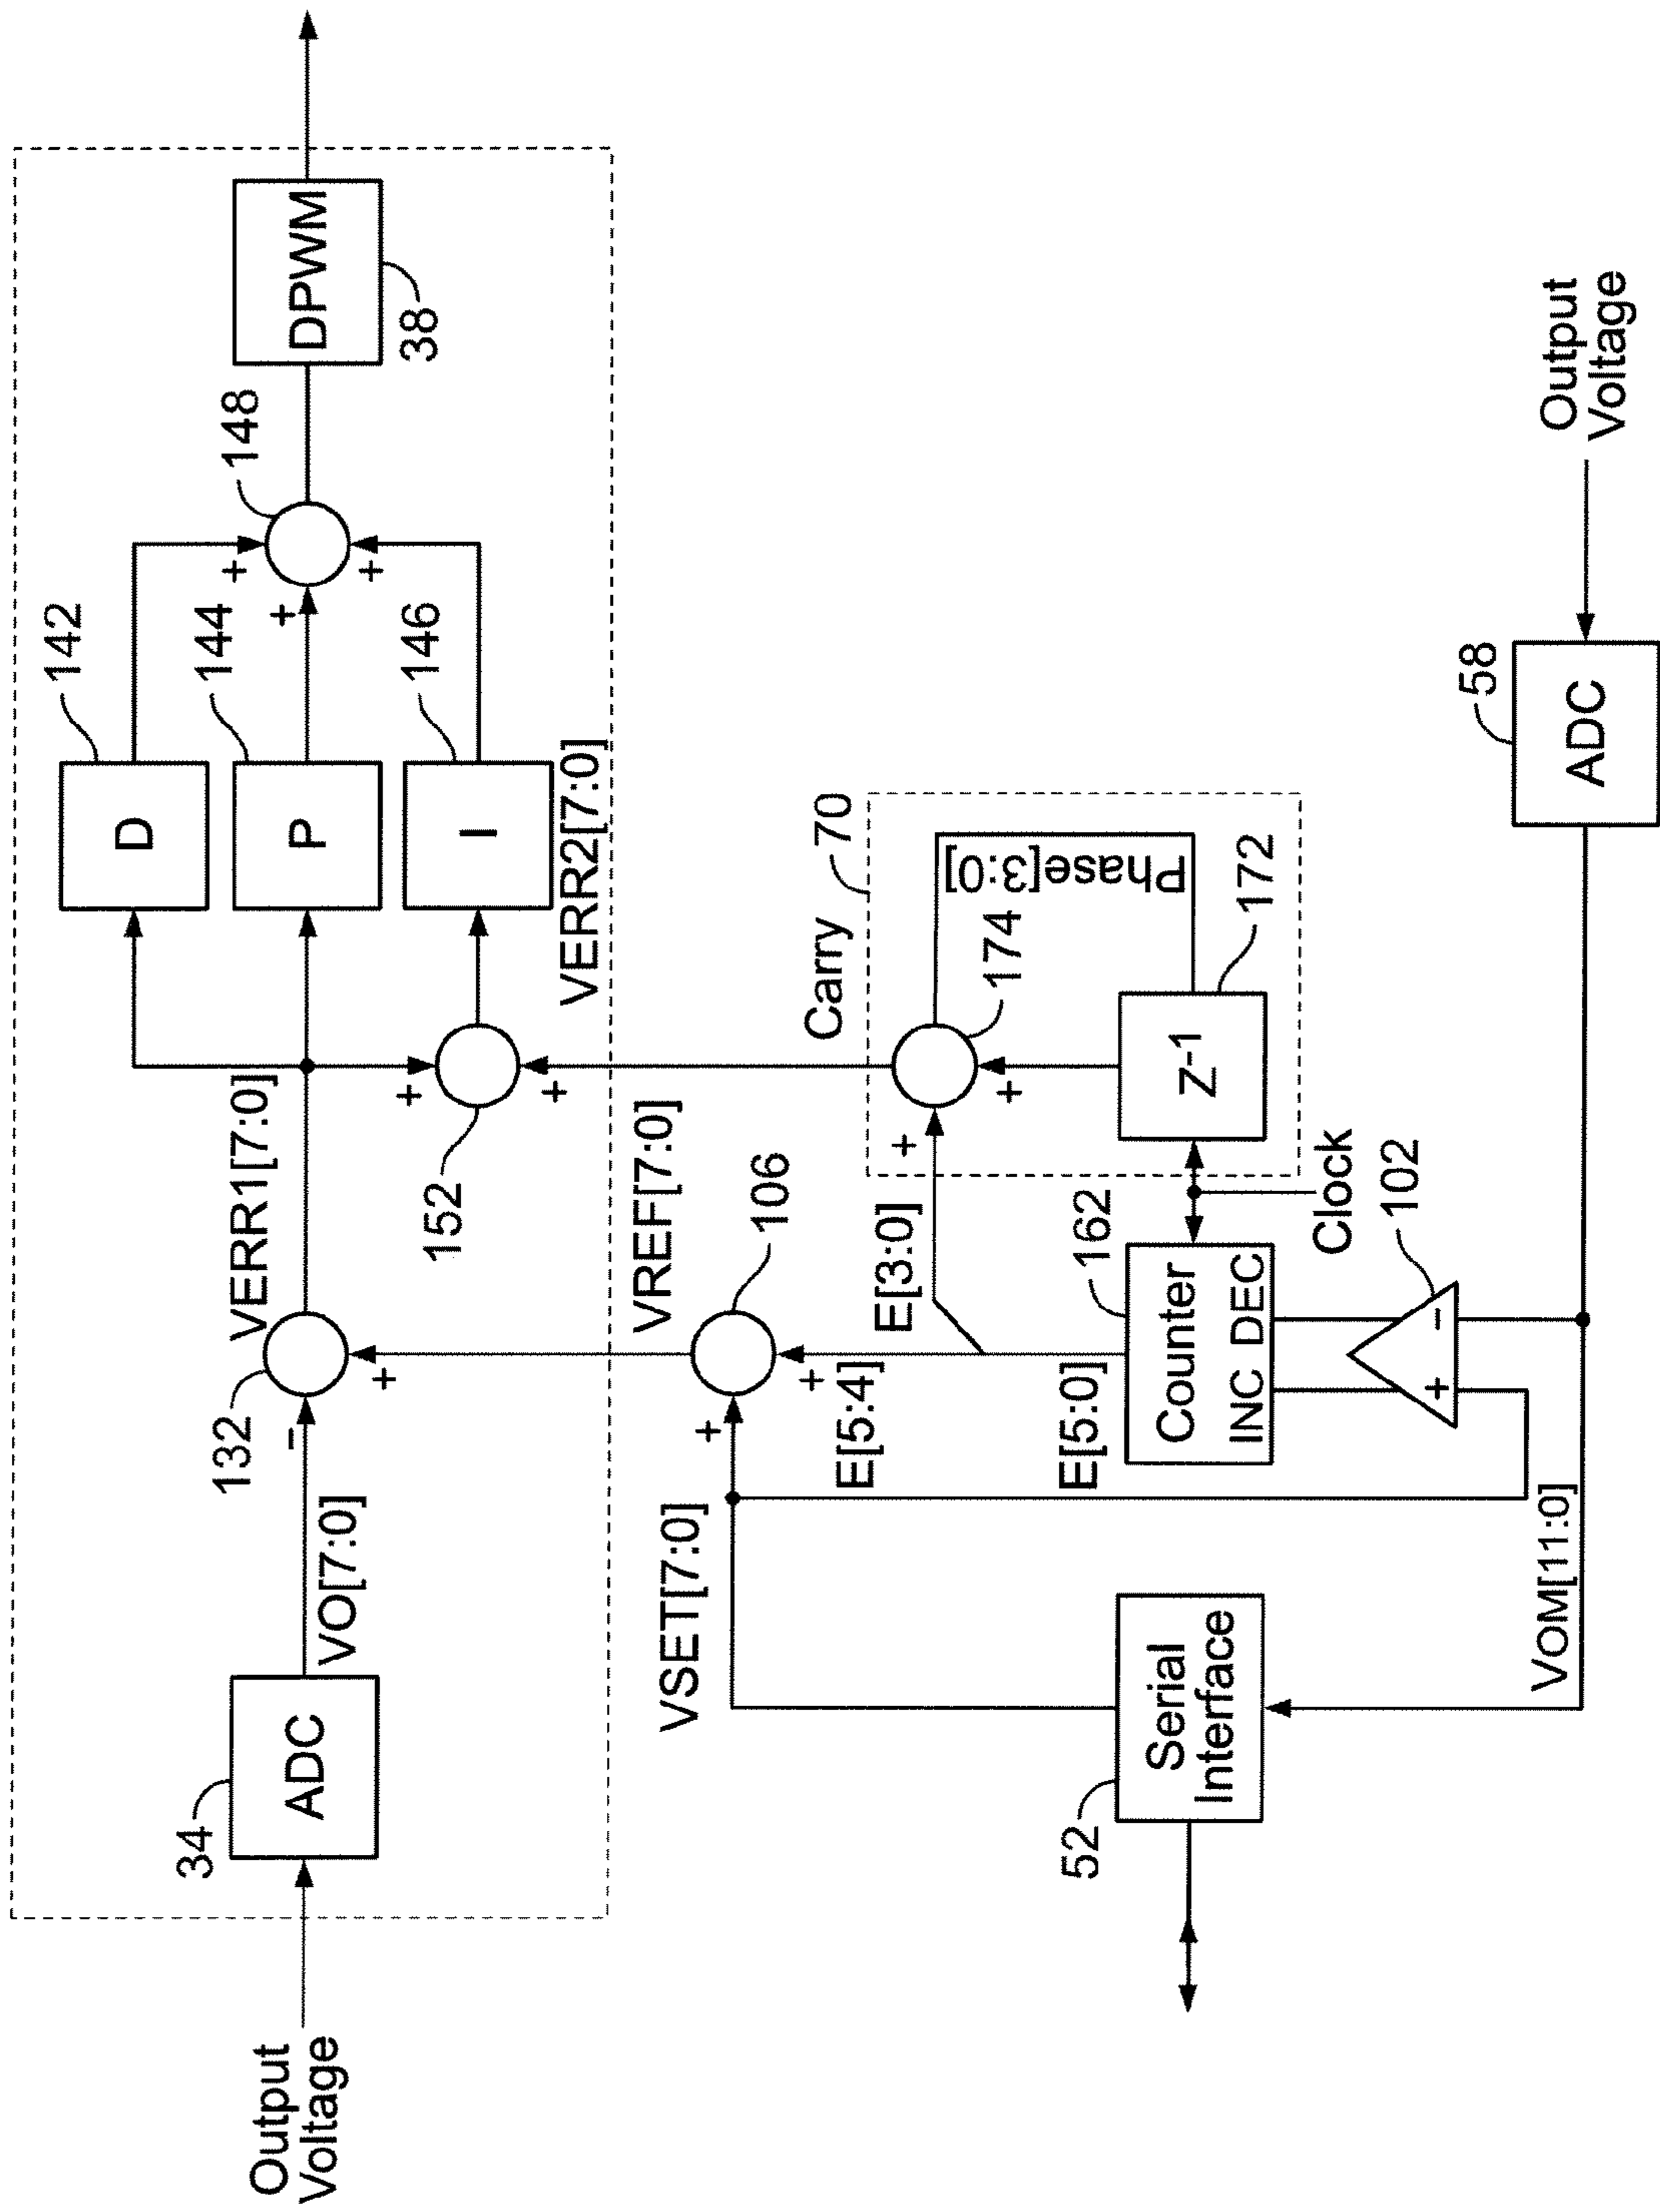 Output
Voltage
34
ADC
VO[7:0]
132
-
+
VERR1[7:0]
D
142
P
144
I
146
VERR2[7:0]
152
+
+
148
+
+
+
DPWM
38
VREF[7:0]
106
+
+
VSET[7:0]
E[5:4]
E[5:0]
E[3:0]
Carry
70
174
+
+
Phase[3:0]
Z-1
172
Clock
162
Counter
INC DEC
102
+
-
52
Serial
Interface
VOM[11:0]
58
ADC
Output
Voltage